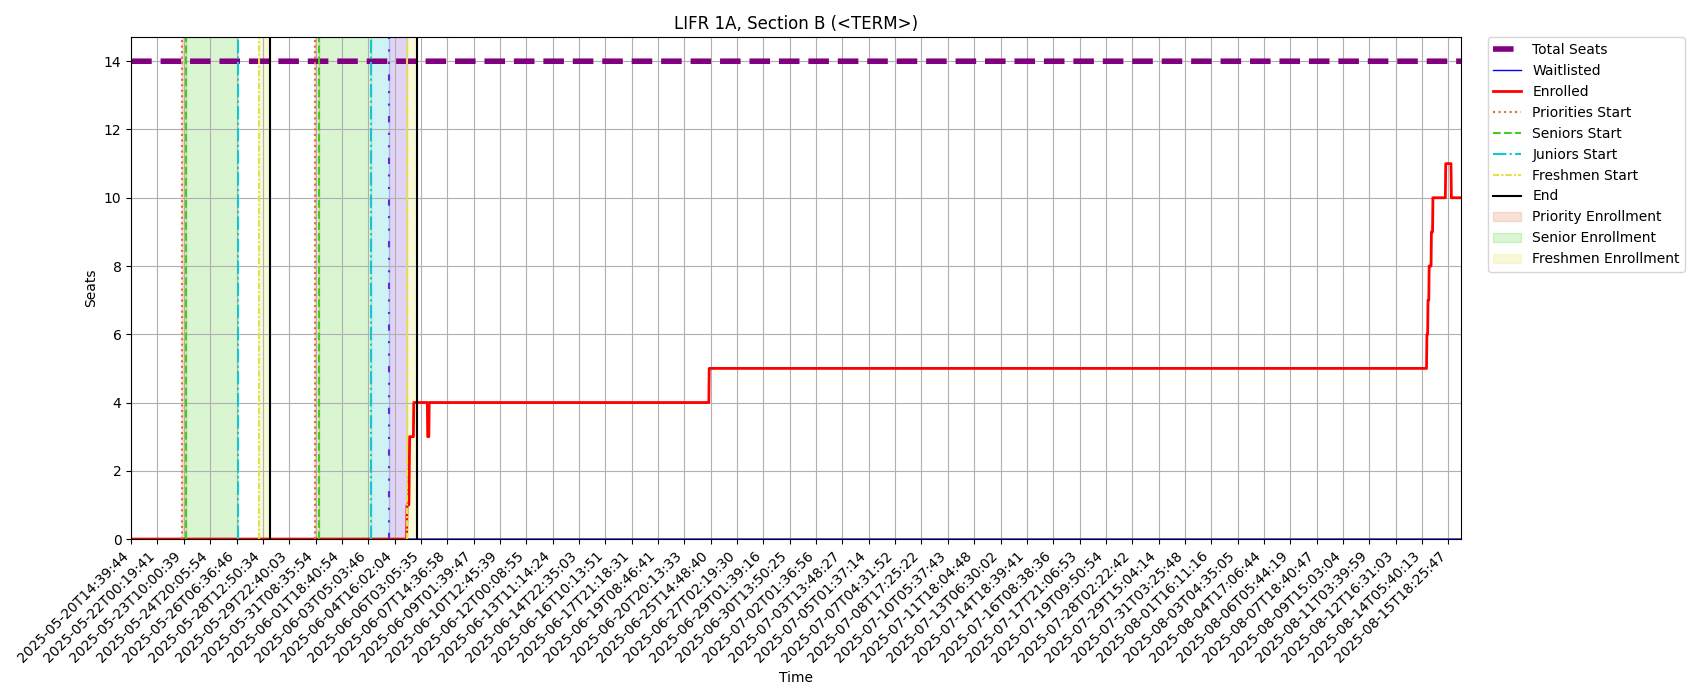 LIFR 1A, Section B (<TERM>)
Total Seats
Waitlisted
Enrolled
Priorities Start
Seniors Start
Juniors Start
Freshmen Start
End
Priority Enrollment
Senior Enrollment
Freshmen Enrollment
Seats
14
12
10
8
6
4
2
0
2025-05-20T14:39:44
2025-05-22T00:19:41
2025-05-23T10:00:39
2025-05-24T20:05:54
2025-05-26T06:36:46
2025-05-28T12:50:34
2025-05-29T22:40:03
2025-05-31T08:35:54
2025-06-01T18:40:54
2025-06-03T05:03:46
2025-06-04T16:02:04
2025-06-06T03:05:35
2025-06-07T14:36:58
2025-06-10T01:39:47
2025-06-10T12:45:39
2025-06-12T00:08:55
2025-06-13T11:14:24
2025-06-14T22:35:03
2025-06-16T10:13:51
2025-06-17T21:18:31
2025-06-19T08:46:41
2025-06-20T20:13:33
2025-06-25T14:48:40
2025-06-27T02:19:30
2025-06-29T01:39:16
2025-06-30T13:50:25
2025-07-02T01:36:56
2025-07-03T13:48:27
2025-07-05T01:37:14
2025-07-07T04:31:52
2025-07-08T17:25:22
2025-07-10T05:37:43
2025-07-11T18:04:48
2025-07-13T06:30:02
2025-07-14T18:39:41
2025-07-16T08:38:36
2025-07-17T21:06:53
2025-07-19T09:50:54
2025-07-28T02:22:42
2025-07-29T15:04:14
2025-07-31T03:25:48
2025-08-01T16:11:16
2025-08-03T04:35:05
2025-08-04T17:06:44
2025-08-06T05:44:19
2025-08-07T18:40:47
2025-08-09T15:03:04
2025-08-11T03:39:59
2025-08-12T16:31:03
2025-08-14T05:40:13
2025-08-15T18:25:47
Time